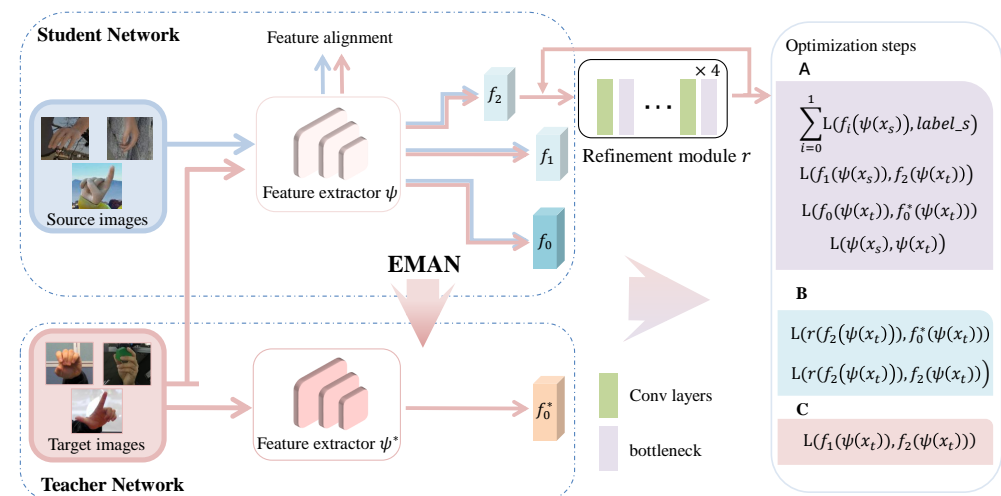 Student Network
Feature alignment
Source images
Feature extractor ψ
f₂
f₁
f₀
× 4
...
Refinement module r
EMAN
Target images
Feature extractor ψ*
f₀*
Teacher Network
Conv layers
bottleneck
Optimization steps
A
∑_{i=0}^{1} L(f_i(ψ(x_s)), label_s)
L(f₁(ψ(x_s)), f₂(ψ(x_t)))
L(f₀(ψ(x_t)), f₀*(ψ(x_t)))
L(ψ(x_s), ψ(x_t))
B
L(r(f₂(ψ(x_t))), f₀*(ψ(x_t)))
L(r(f₂(ψ(x_t))), f₂(ψ(x_t)))
C
L(f₁(ψ(x_t)), f₂(ψ(x_t)))